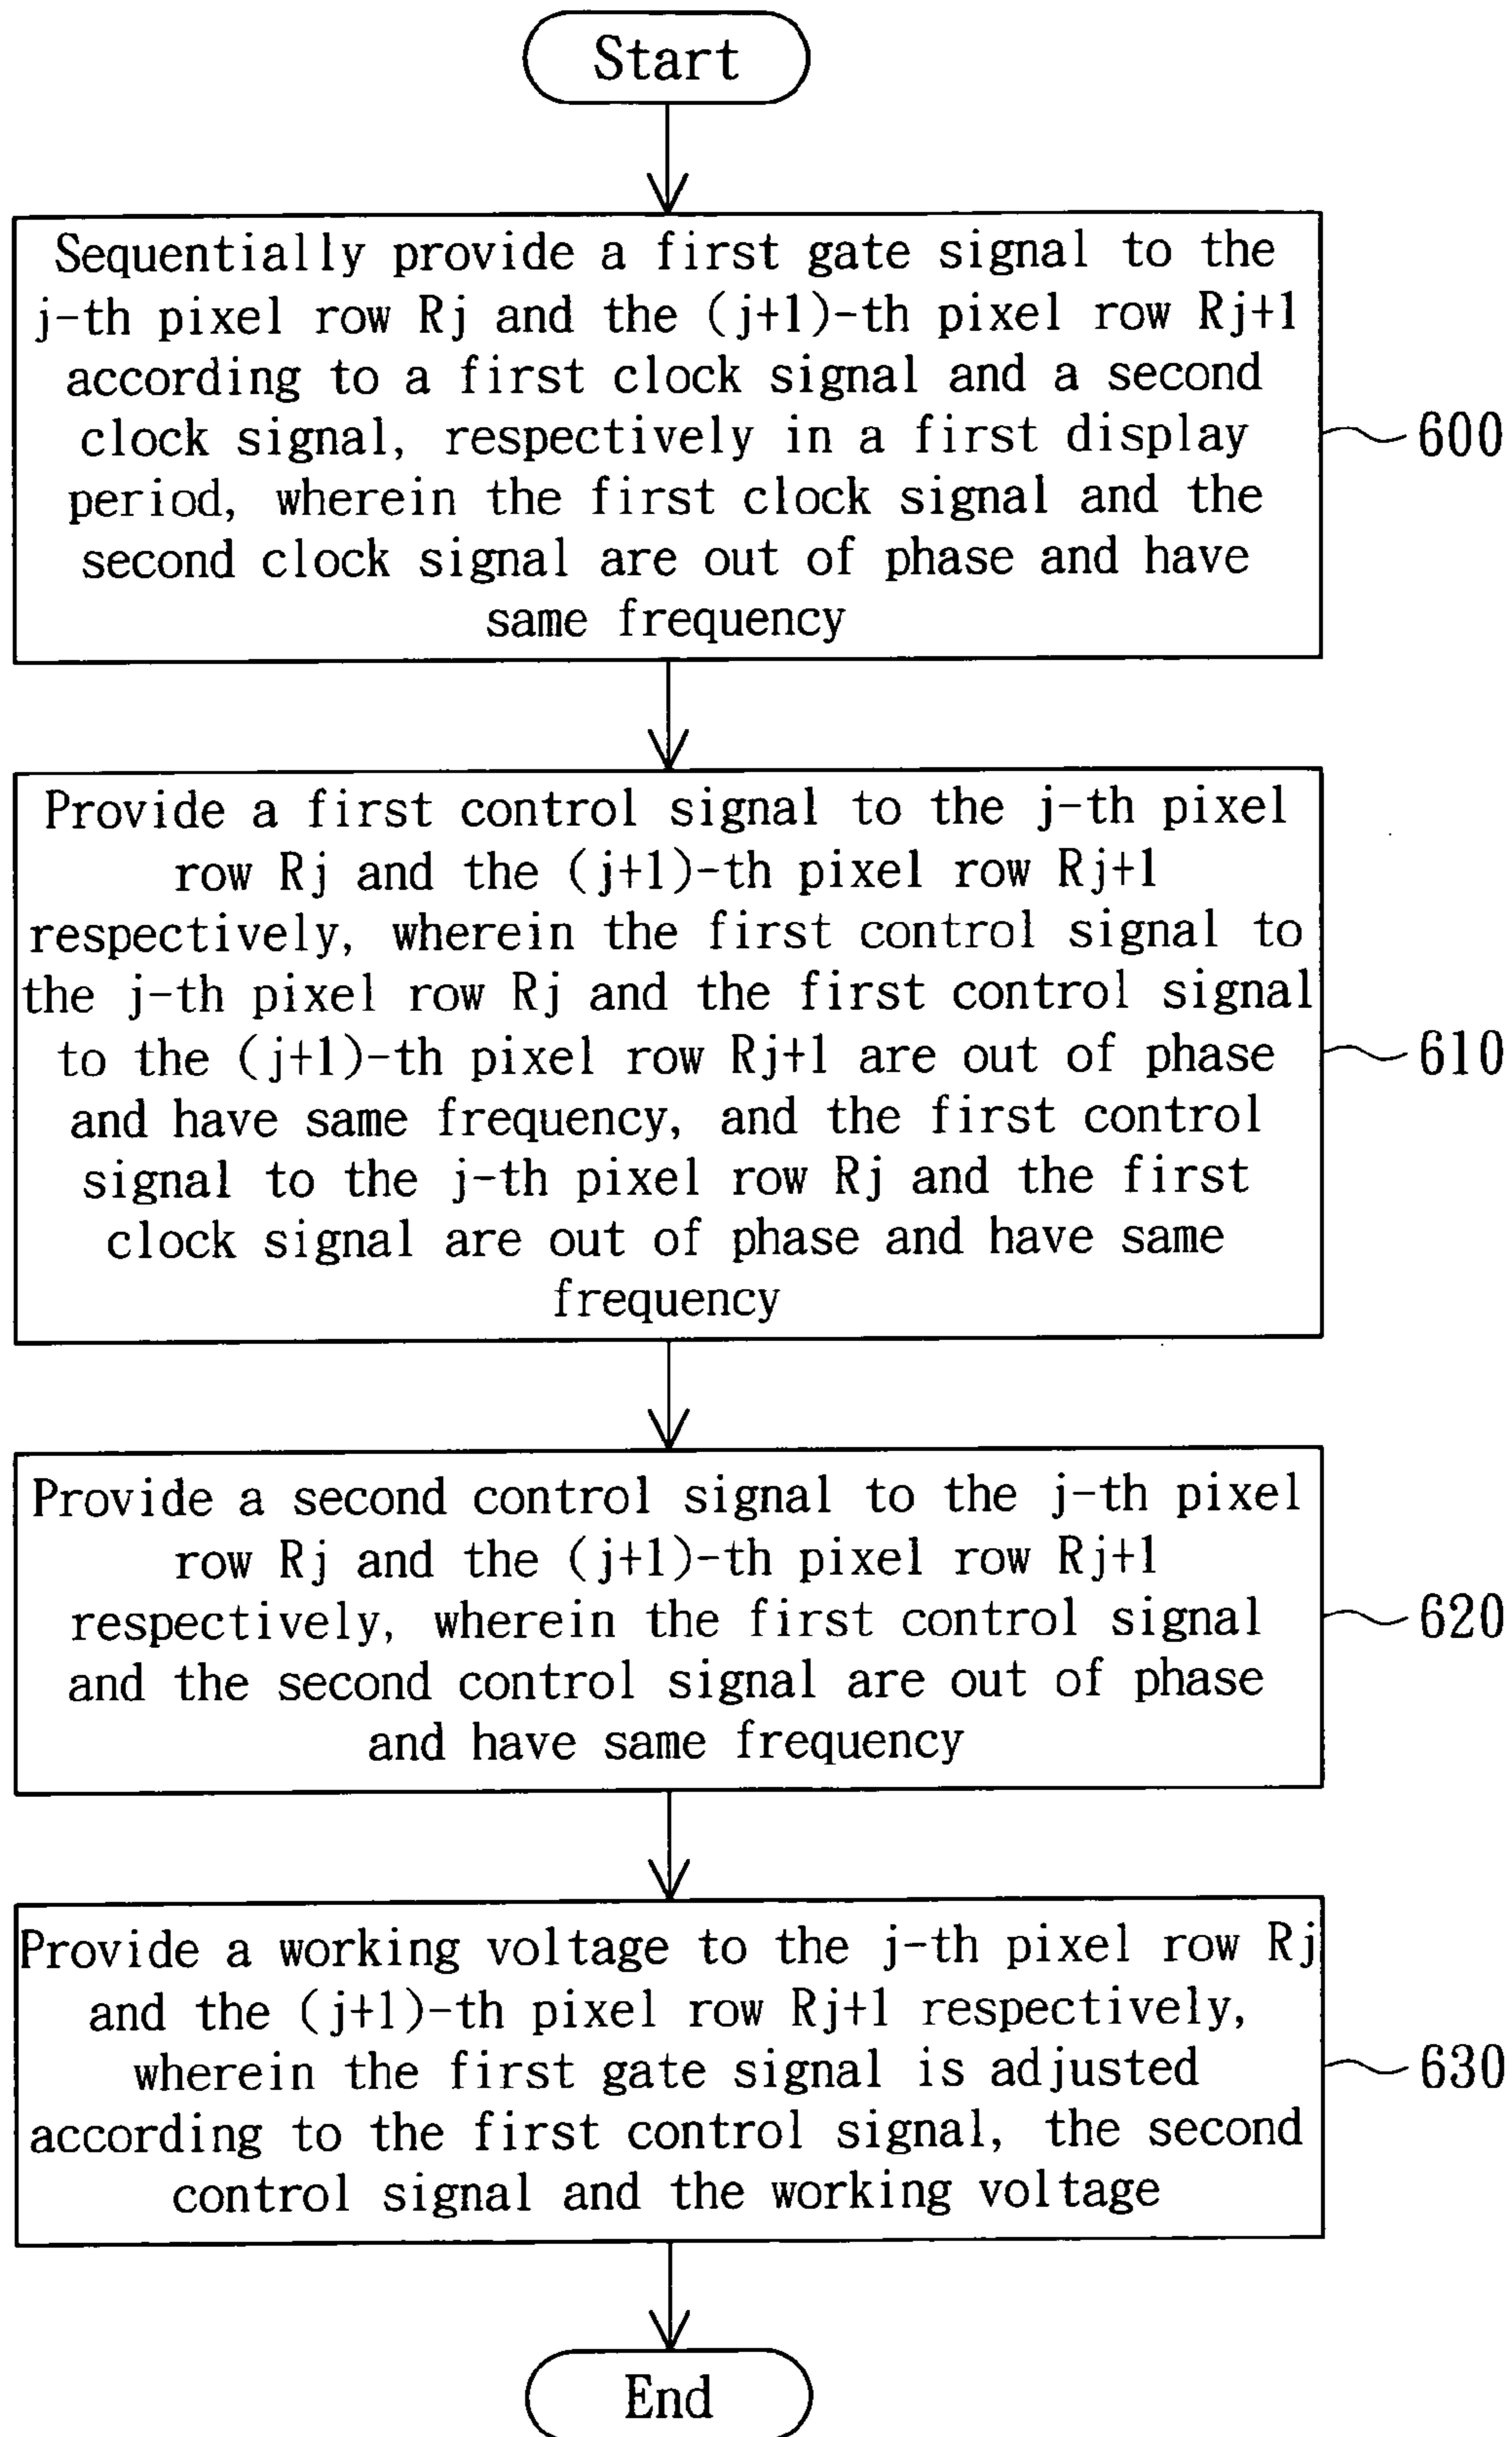 Start
Sequentially provide a first gate signal to the
j-th pixel row Rj and the (j+1)-th pixel row Rj+1
according to a first clock signal and a second
clock signal, respectively in a first display
period, wherein the first clock signal and the
second clock signal are out of phase and have
same frequency
600
Provide a first control signal to the j-th pixel
row Rj and the (j+1)-th pixel row Rj+1
respectively, wherein the first control signal to
the j-th pixel row Rj and the first control signal
to the (j+1)-th pixel row Rj+1 are out of phase
and have same frequency, and the first control
signal to the j-th pixel row Rj and the first
clock signal are out of phase and have same
frequency
610
Provide a second control signal to the j-th pixel
row Rj and the (j+1)-th pixel row Rj+1
respectively, wherein the first control signal
and the second control signal are out of phase
and have same frequency
620
Provide a working voltage to the j-th pixel row Rj
and the (j+1)-th pixel row Rj+1 respectively,
wherein the first gate signal is adjusted
according to the first control signal, the second
control signal and the working voltage
630
End